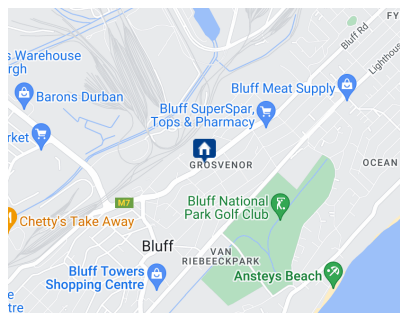 FY
Bluff Rd
Lighthous
s Warehouse
rgh
Barons Durban
Bluff Meat Supply
Bluff SuperSpar,
Tops & Pharmacy
rket
GROSVENOR
OCEAN
M7
Bluff National
Park Golf Club
Chetty's Take Away
Bluff
VAN
RIEBEECKPARK
Bluff Towers
Shopping Centre
Ansteys Beach
e
ntre